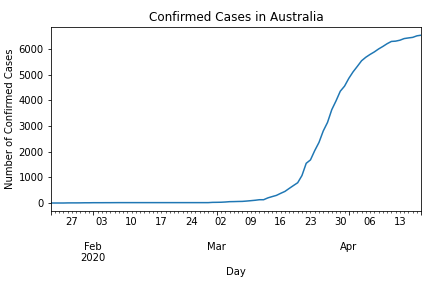 Confirmed Cases in Australia
Number of Confirmed Cases
6000
5000
4000
3000
2000
1000
0
27 03 10 17 24 02 09 16 23 30 06 13
Feb Mar Apr
2020
Day